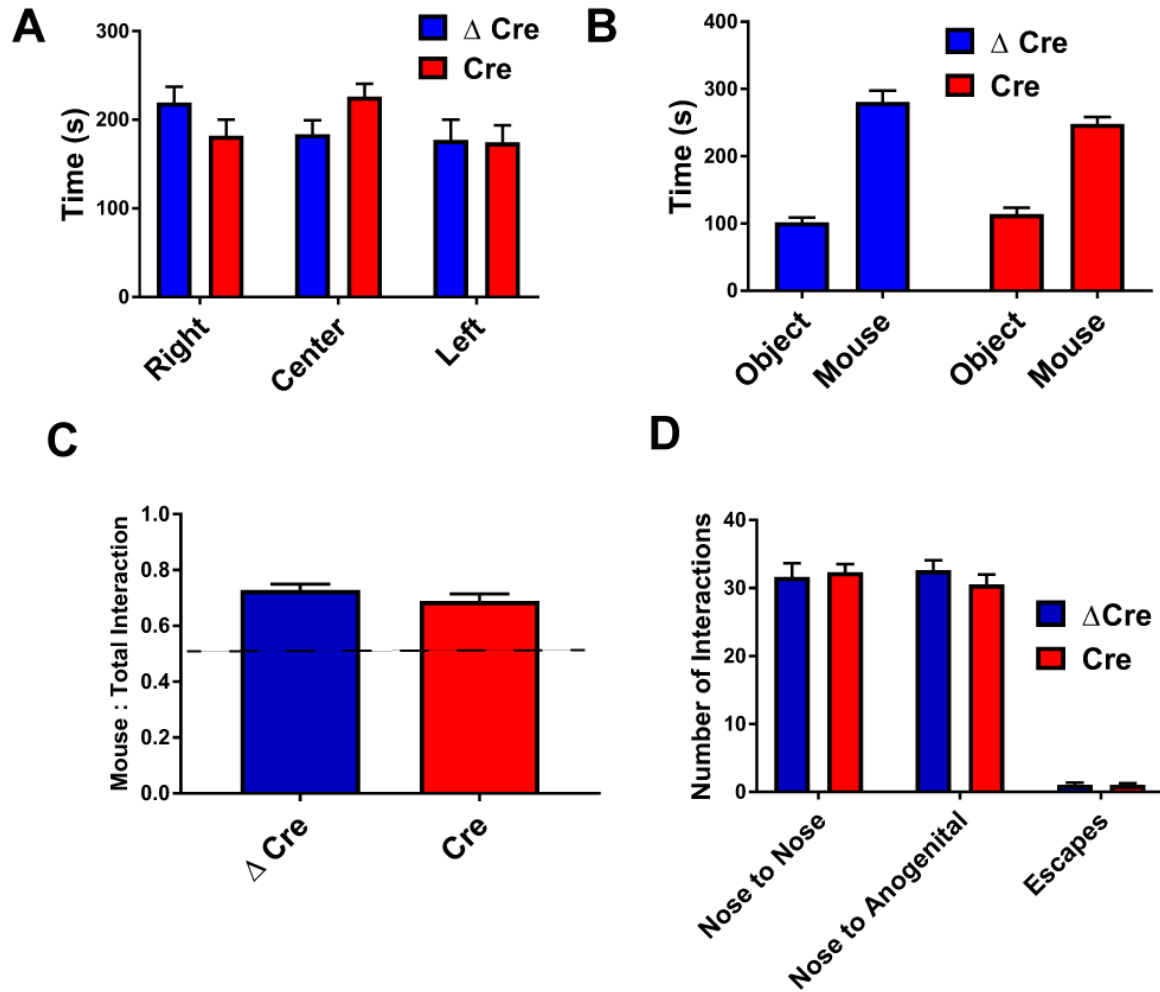 A
Time (s)
300
200
100
0
Δ Cre
Cre
Right
Center
Left
B
Time (s)
400
300
200
100
0
Δ Cre
Cre
Object
Mouse
Object
Mouse
C
Mouse : Total Interaction
1.0
0.8
0.6
0.4
0.2
0.0
Δ Cre
Cre
D
Number of Interactions
40
30
20
10
0
ΔCre
Cre
Nose to Nose
Nose to Anogenital
Escapes